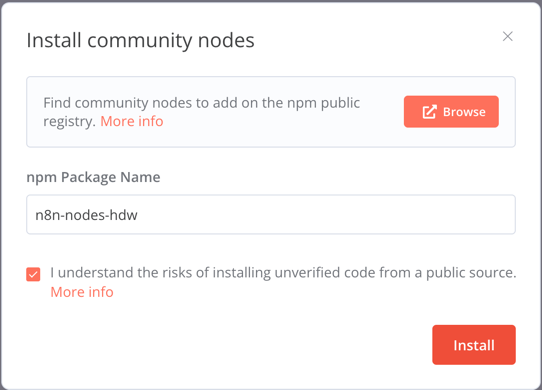 Install community nodes
Find community nodes to add on the npm public
registry. More info
Browse
npm Package Name
n8n-nodes-hdw
I understand the risks of installing unverified code from a public source.
More info
Install